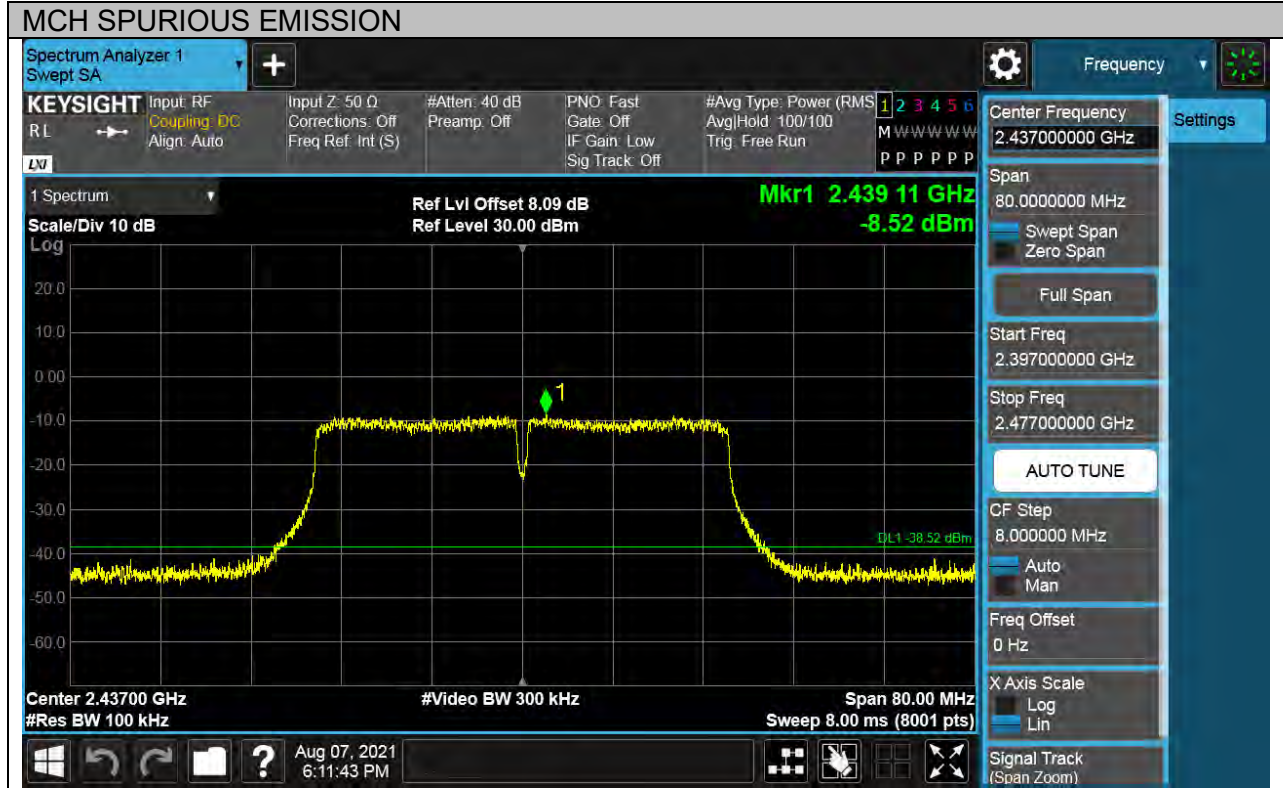 MCH SPURIOUS EMISSION
Spectrum Analyzer 1
Swept SA
+
Frequency
KEYSIGHT
R L
LXI
Input: RF
Coupling: DC
Align: Auto
Input Z: 50 Ω
Corrections: Off
Freq Ref: Int (S)
#Atten: 40 dB
Preamp: Off
PNO: Fast
Gate: Off
IF Gain: Low
Sig Track: Off
#Avg Type: Power (RMS
Avg|Hold: 100/100
Trig: Free Run
1 2 3 4 5 6
M W W W W W
P P P P P P
1 Spectrum
Scale/Div 10 dB
Ref Lvl Offset 8.09 dB
Ref Level 30.00 dBm
Mkr1 2.439 11 GHz
-8.52 dBm
Log
20.0
10.0
0.00
-10.0
-20.0
-30.0
-40.0
-50.0
-60.0
1
DL1 -38.52 dBm
Center 2.43700 GHz
#Res BW 100 kHz
#Video BW 300 kHz
Span 80.00 MHz
Sweep 8.00 ms (8001 pts)
Center Frequency
2.437000000 GHz
Settings
Span
80.0000000 MHz
Swept Span
Zero Span
Full Span
Start Freq
2.397000000 GHz
Stop Freq
2.477000000 GHz
AUTO TUNE
CF Step
8.000000 MHz
Auto
Man
Freq Offset
0 Hz
X Axis Scale
Log
Lin
Signal Track
(Span Zoom)
?
Aug 07, 2021
6:11:43 PM